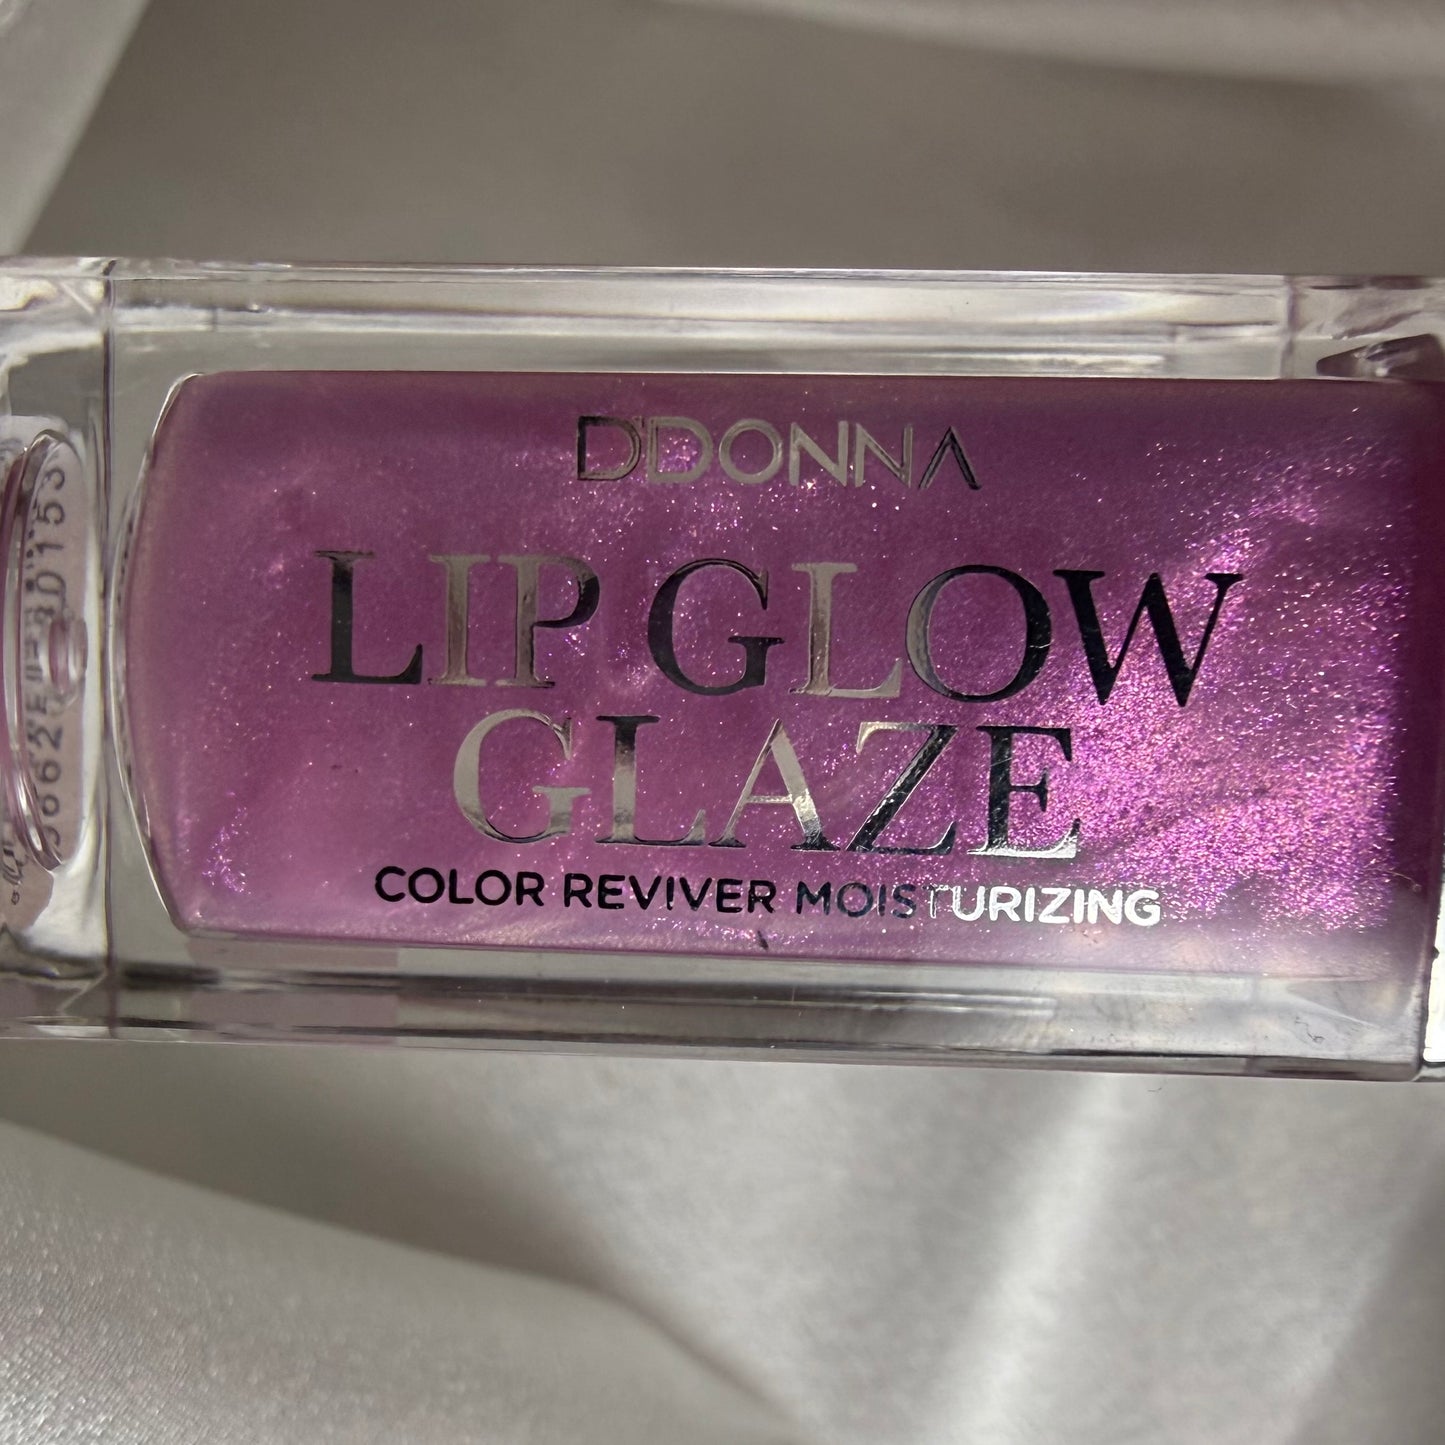 D'DONNA
LIP GLOW
GLAZE
COLOR REVIVER MOISTURIZING